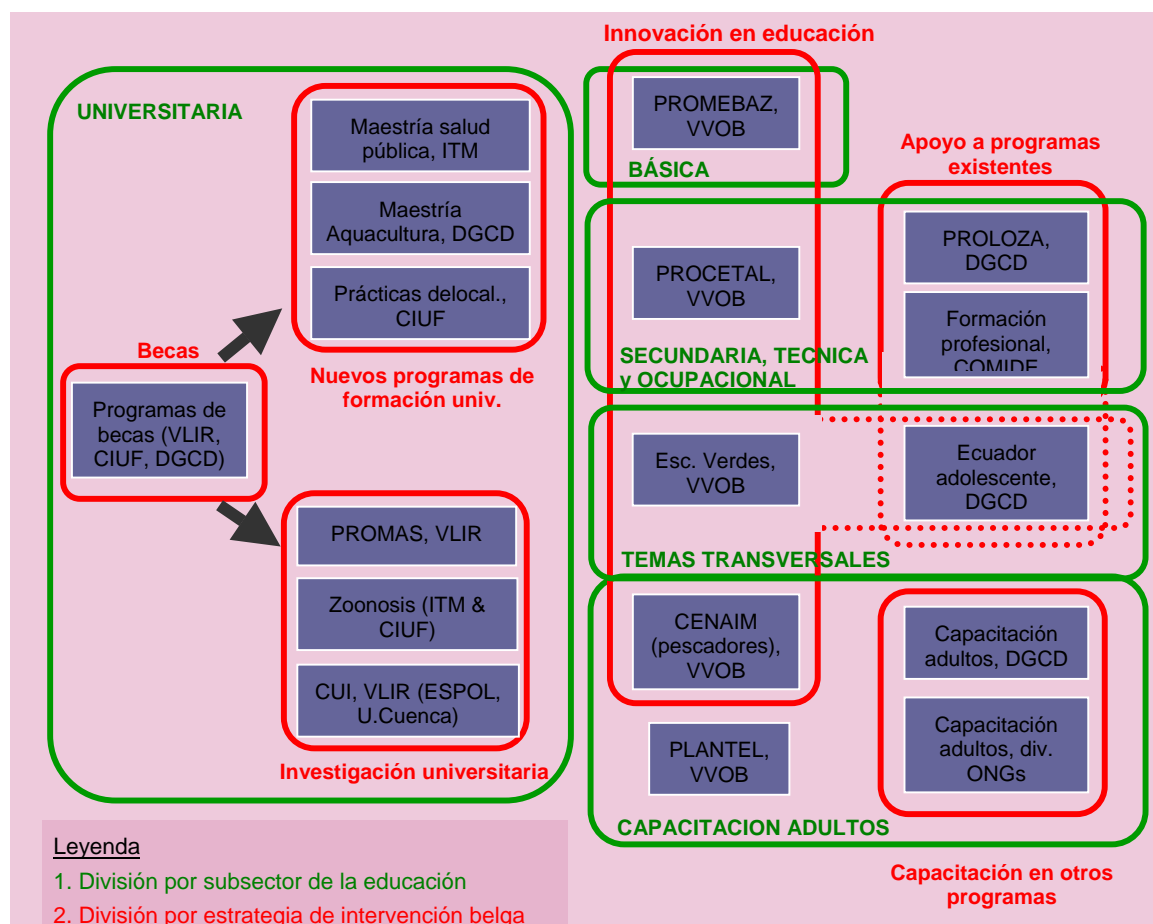 Innovación en educación
UNIVERSITARIA
Maestría salud
pública, ITM
Maestría
Aquacultura, DGCD
Prácticas delocal.,
CIUF
Nuevos programas de
formación univ.
Becas
Programas de
becas (VLIR,
CIUF, DGCD)
PROMAS, VLIR
Zoonosis (ITM &
CIUF)
CUI, VLIR (ESPOL,
U.Cuenca)
Investigación universitaria
PROMEBAZ,
VVOB
BÁSICA
Apoyo a programas
existentes
PROCETAL,
VVOB
PROLOZA,
DGCD
Formación
profesional,
COMIDE
SECUNDARIA, TECNICA
y OCUPACIONAL
Esc. Verdes,
VVOB
Ecuador
adolescente,
DGCD
TEMAS TRANSVERSALES
CENAIM
(pescadores),
VVOB
Capacitación
adultos, DGCD
PLANTEL,
VVOB
Capacitación
adultos, div.
ONGs
CAPACITACION ADULTOS
Capacitación en otros
programas
Leyenda
1. División por subsector de la educación
2. División por estrategia de intervención belga